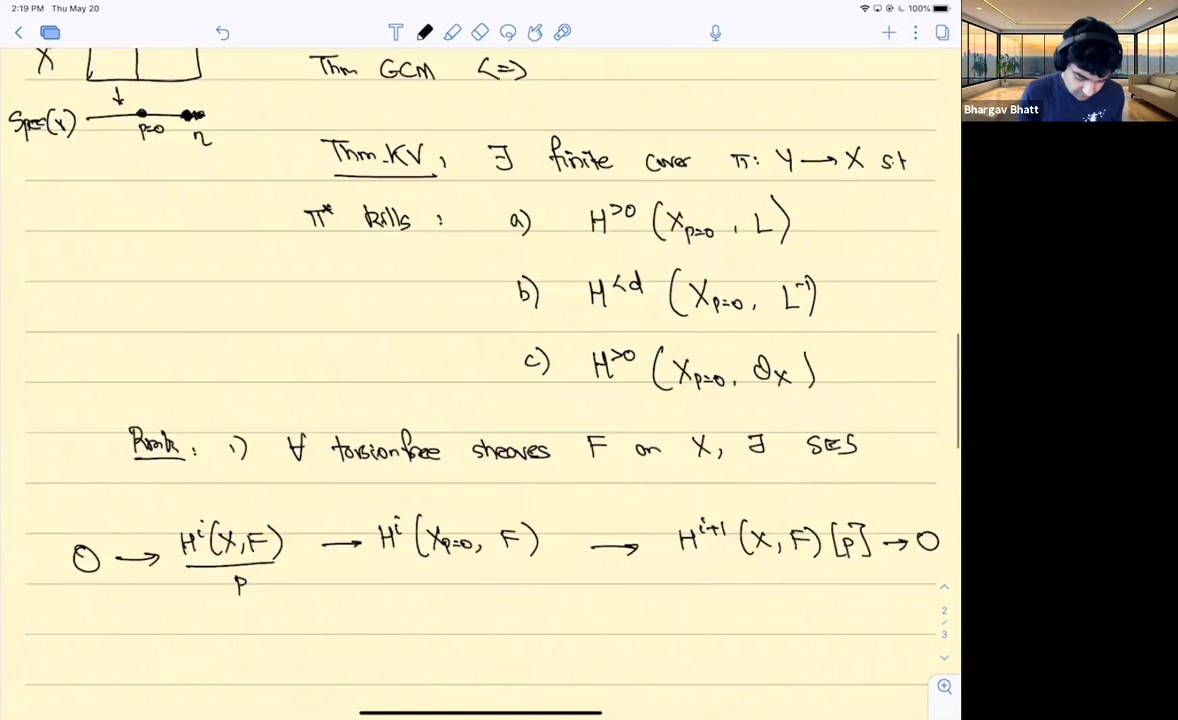 2:19 PM Thu May 20
100%
X
Thm GCM <=>
Spec(V)
p=0
η
Thm KV : ∃ finite cover π: Y → X s.t
π* kills : a) H^{>0} (X_{p=0}, L)
b) H^{<d} (X_{p=0}, L^{-1})
c) H^{>0} (X_{p=0}, O_X)
Rmk : 1) ∀ torsionfree sheaves F on X, ∃ SES
0 → H^i(X,F)/p → H^i(X_{p=0}, F) → H^{i+1}(X,F)[p] → 0
2
3
Bhargav Bhatt